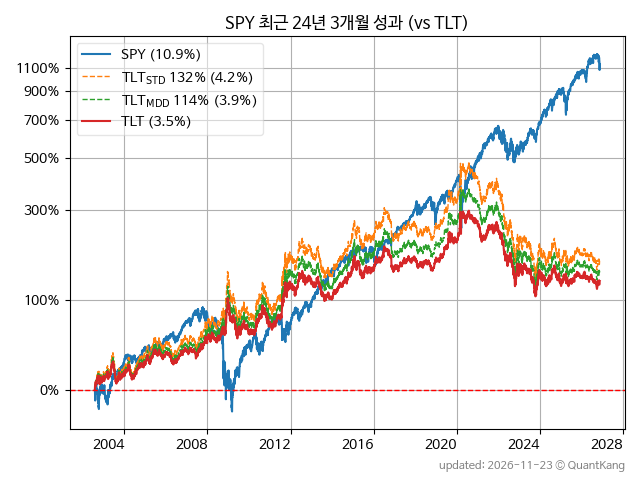 SPY 최근 24년 3개월 성과 (vs TLT)
SPY (10.9%)
TLT_STD 132% (4.2%)
TLT_MDD 114% (3.9%)
TLT (3.5%)
1100%
900%
700%
500%
300%
100%
0%
2004 2008 2012 2016 2020 2024 2028
updated: 2026-11-23 © QuantKang